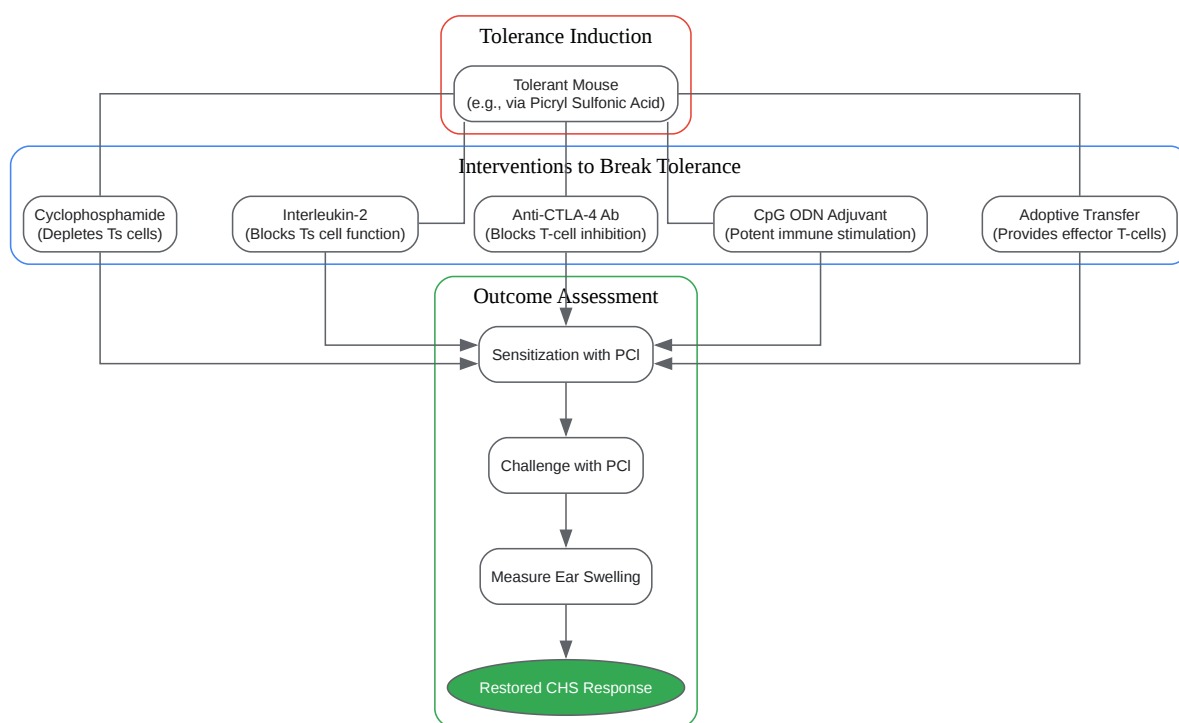 Tolerance Induction
Tolerant Mouse
(e.g., via Picryl Sulfonic Acid)
Interventions to Break Tolerance
Cyclophosphamide
(Depletes Ts cells)
Interleukin-2
(Blocks Ts cell function)
Anti-CTLA-4 Ab
(Blocks T-cell inhibition)
CpG ODN Adjuvant
(Potent immune stimulation)
Adoptive Transfer
(Provides effector T-cells)
Outcome Assessment
Sensitization with PCl
Challenge with PCl
Measure Ear Swelling
Restored CHS Response